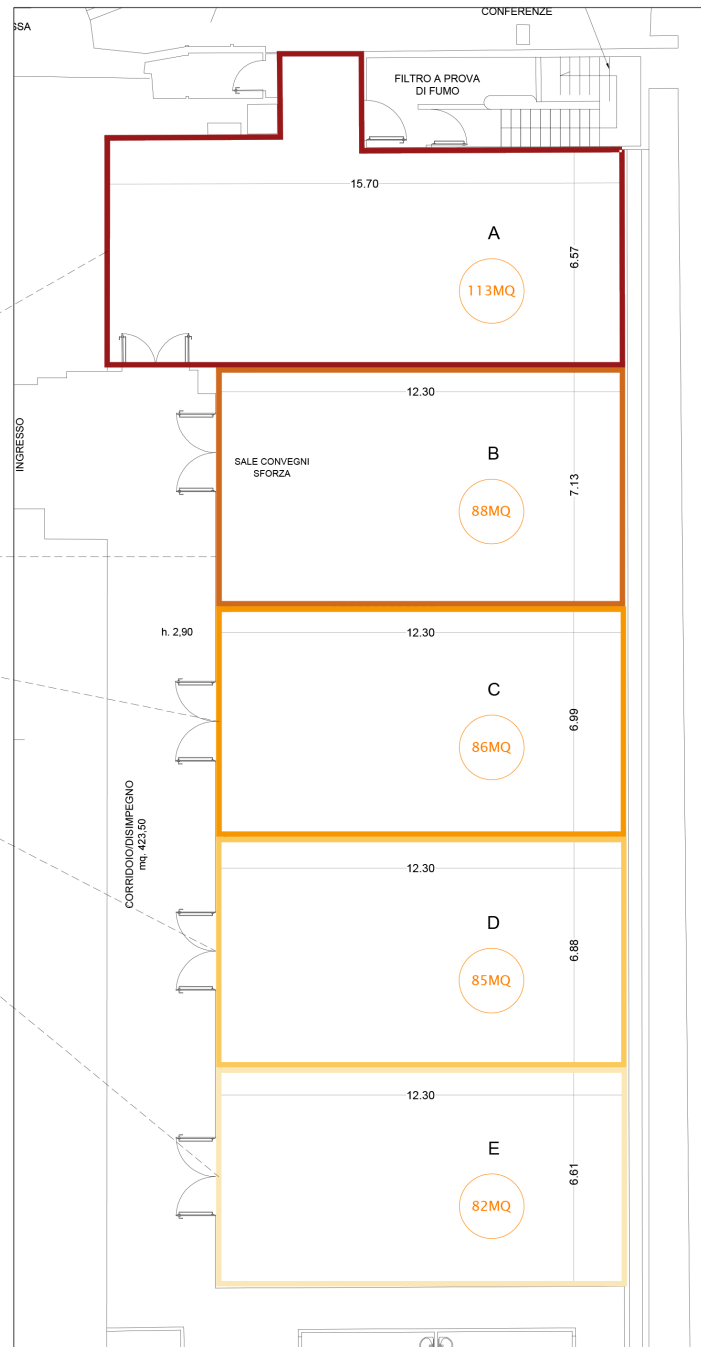 CONFERENZE
SSA
FILTRO A PROVA
DI FUMO
15.70
A
6.57
113MQ
12.30
INGRESSO
B
SALE CONVEGNI
SFORZA
7.13
88MQ
h. 2,90
12.30
C
6.99
86MQ
CORRIDOIO/DISIMPEGNO
mq. 423,50
12.30
D
6.88
85MQ
12.30
E
6.61
82MQ